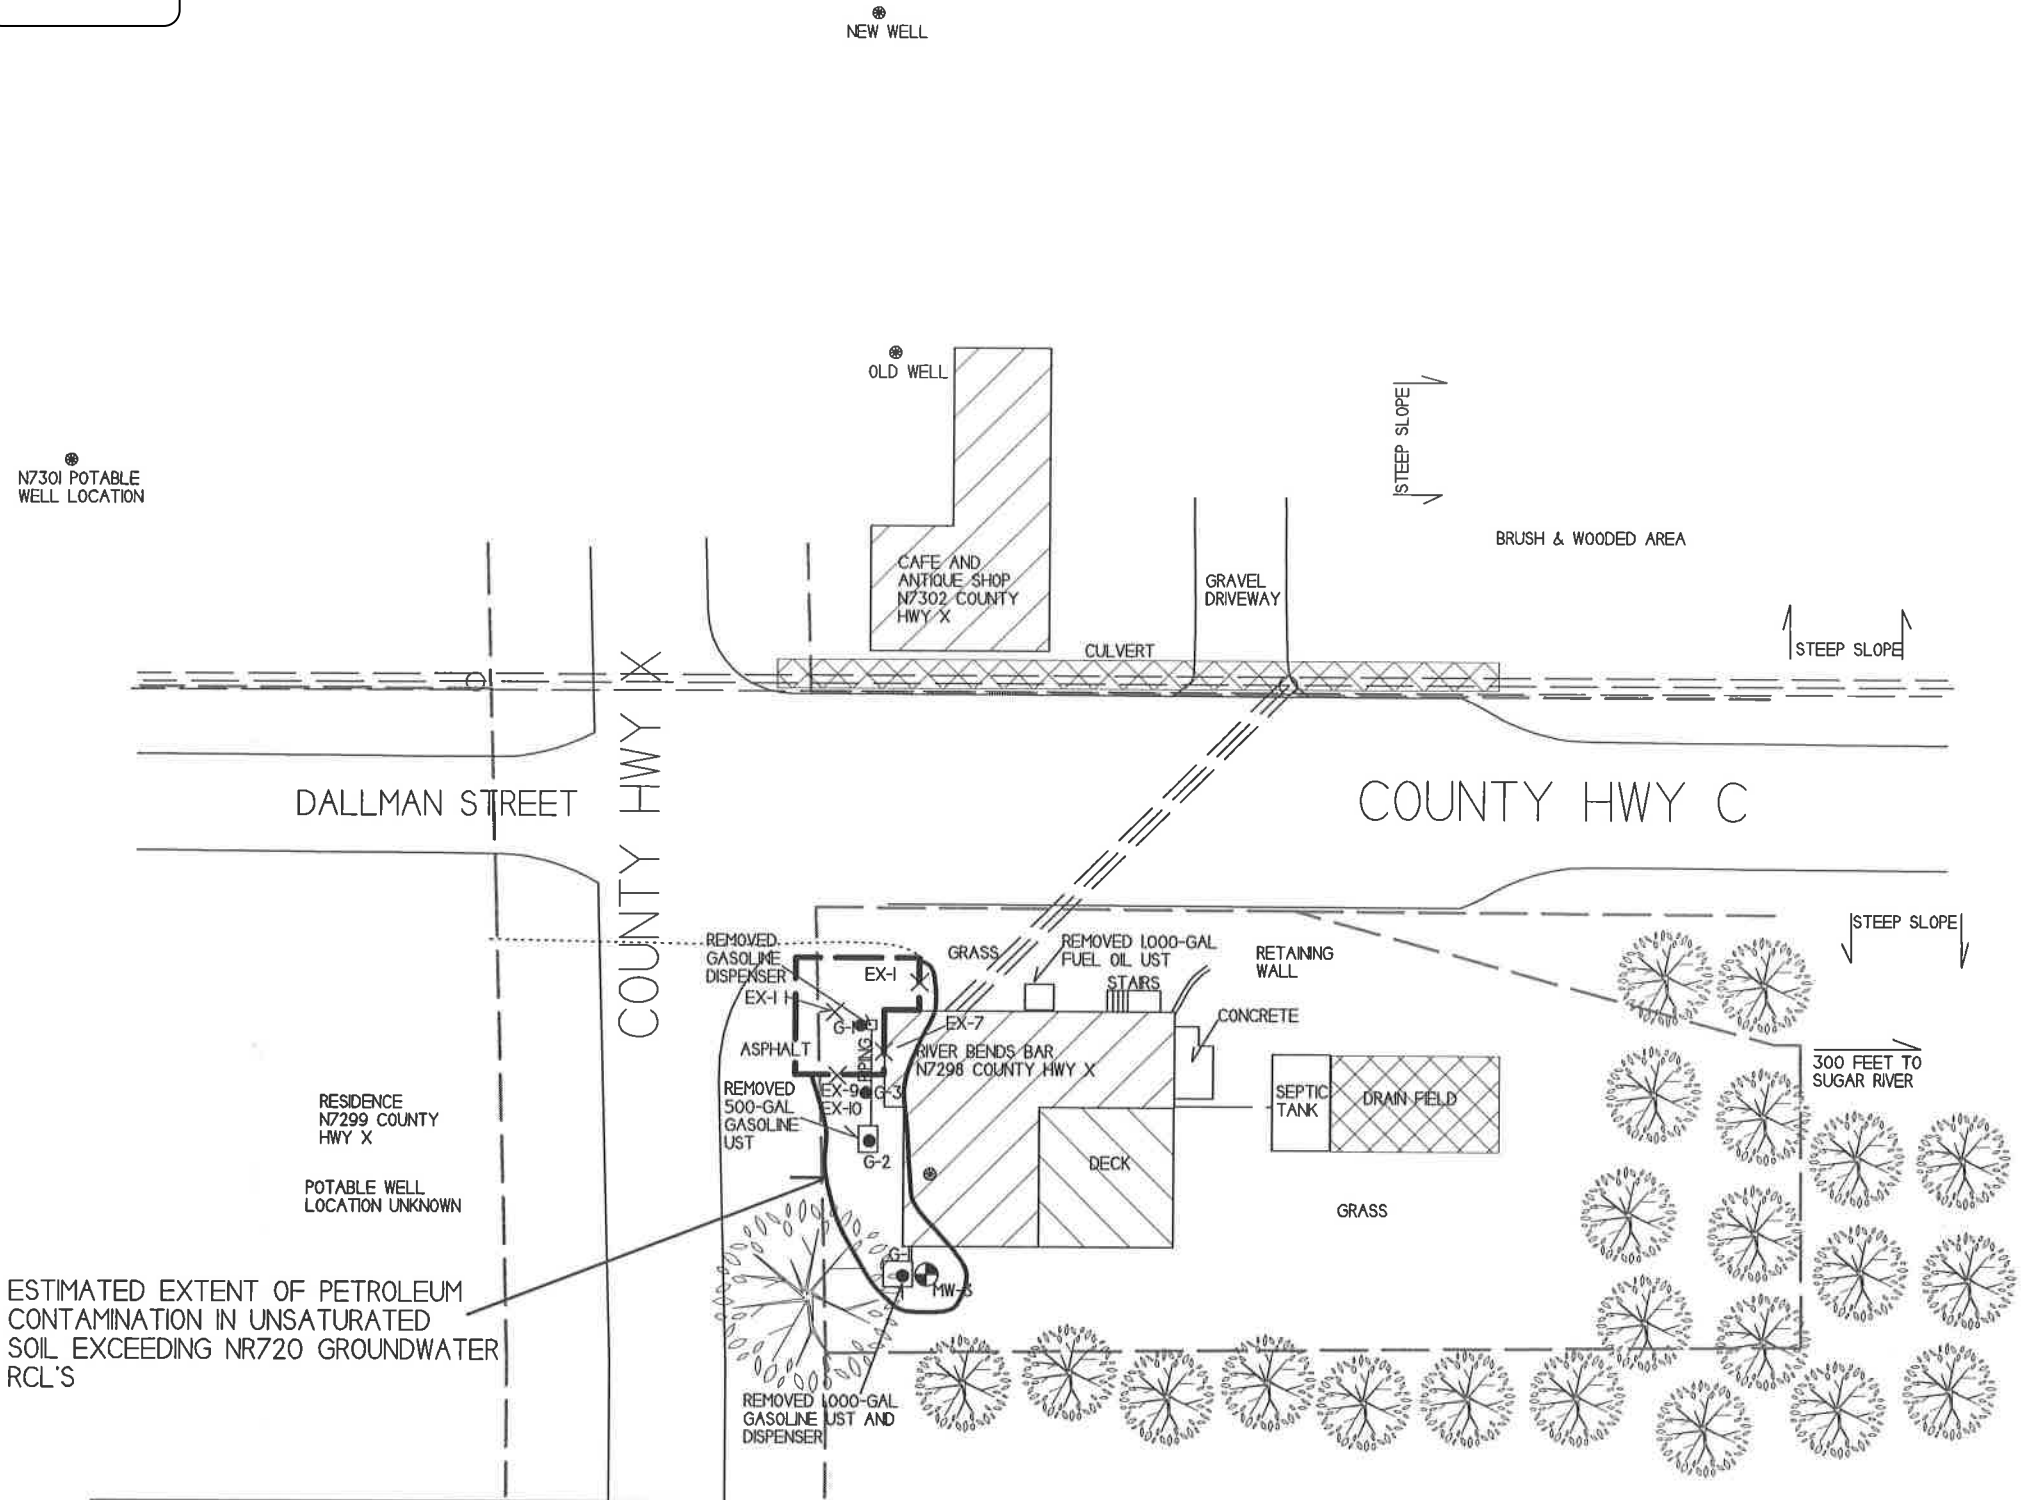 NEW WELL
OLD WELL
STEEP SLOPE
N7301 POTABLE
WELL LOCATION
BRUSH & WOODED AREA
CAFE AND
ANTIQUE SHOP
N7302 COUNTY
HWY X
GRAVEL
DRIVEWAY
CULVERT
STEEP SLOPE
COUNTY HWY X
DALLMAN STREET
COUNTY HWY C
STEEP SLOPE
REMOVED
GASOLINE
DISPENSER
GRASS
REMOVED 1,000-GAL
FUEL OIL UST
STAIRS
RETAINING
WALL
EX-1
EX-1
CONCRETE
EX-7
PIPING
ASPHALT
RIVER BENDS BAR
N7298 COUNTY HWY X
300 FEET TO
SUGAR RIVER
REMOVED
500-GAL
GASOLINE
UST
EX-9
EX-10
G-3
G-2
SEPTIC
TANK
DRAIN FIELD
RESIDENCE
N7299 COUNTY
HWY X
DECK
POTABLE WELL
LOCATION UNKNOWN
GRASS
MW-3
ESTIMATED EXTENT OF PETROLEUM
CONTAMINATION IN UNSATURATED
SOIL EXCEEDING NR720 GROUNDWATER
RCL'S
REMOVED 1,000-GAL
GASOLINE UST AND
DISPENSER